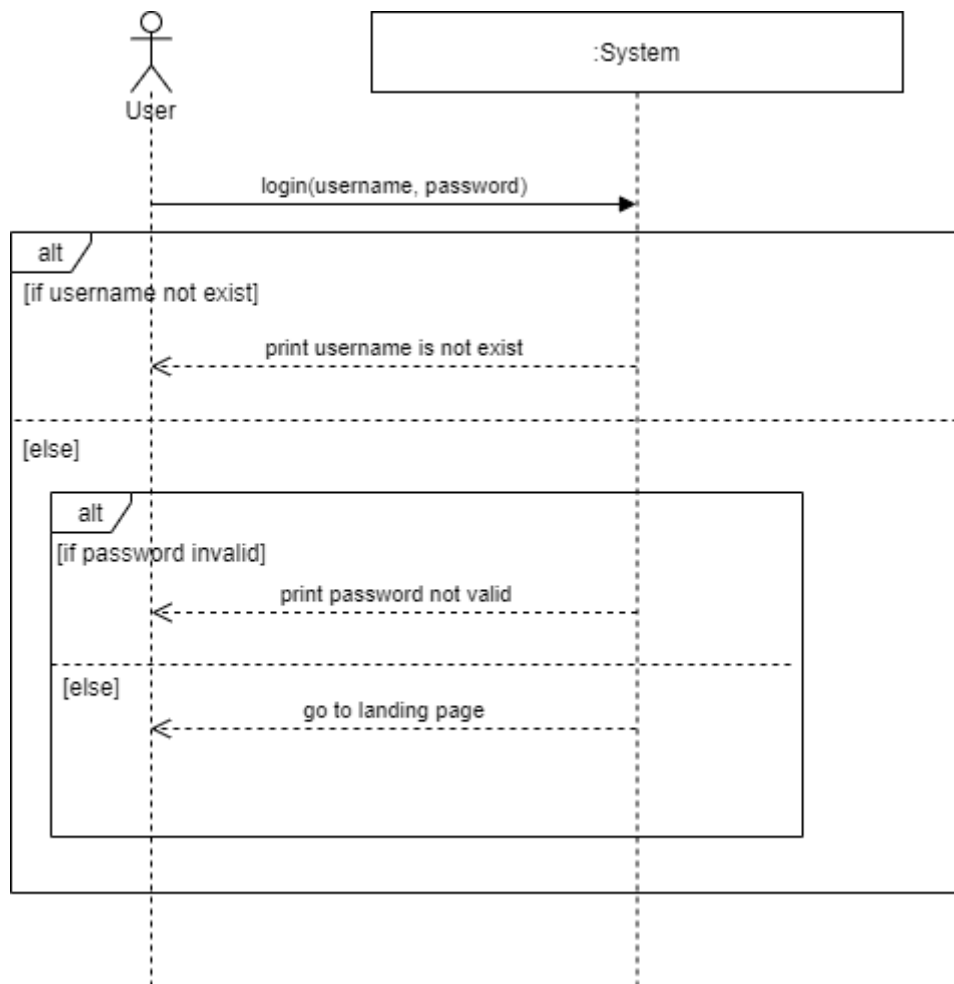 :System
User
login(username, password)
alt
[if username not exist]
print username is not exist
[else]
alt
[if password invalid]
print password not valid
[else]
go to landing page